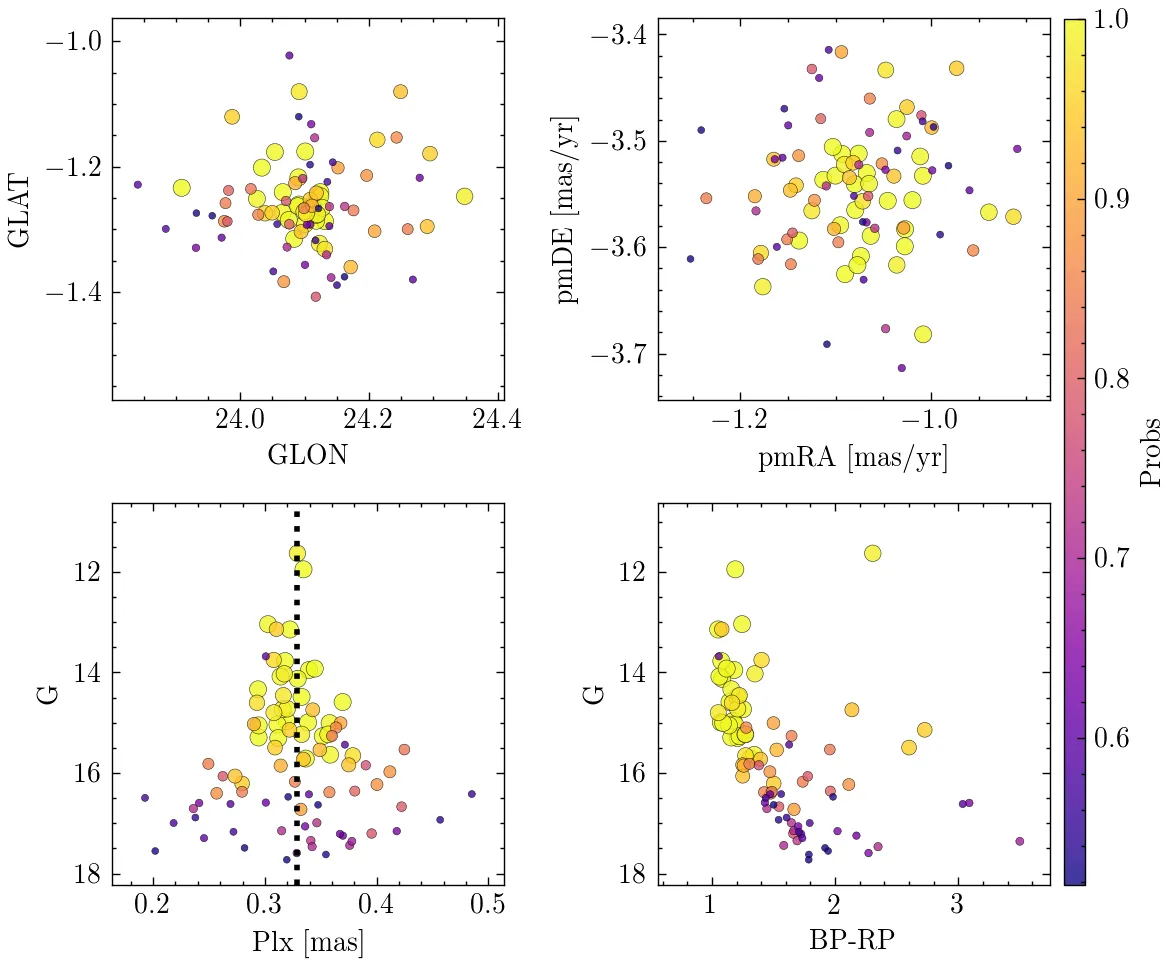 −1.0
−1.2
−1.4
GLAT
24.0 24.2 24.4
GLON
−3.4
−3.5
−3.6
−3.7
pmDE [mas/yr]
−1.2 −1.0
pmRA [mas/yr]
12
14
16
18
G
0.2 0.3 0.4 0.5
Plx [mas]
12
14
16
18
G
1 2 3
BP-RP
1.0
0.9
0.8
0.7
0.6
Probs